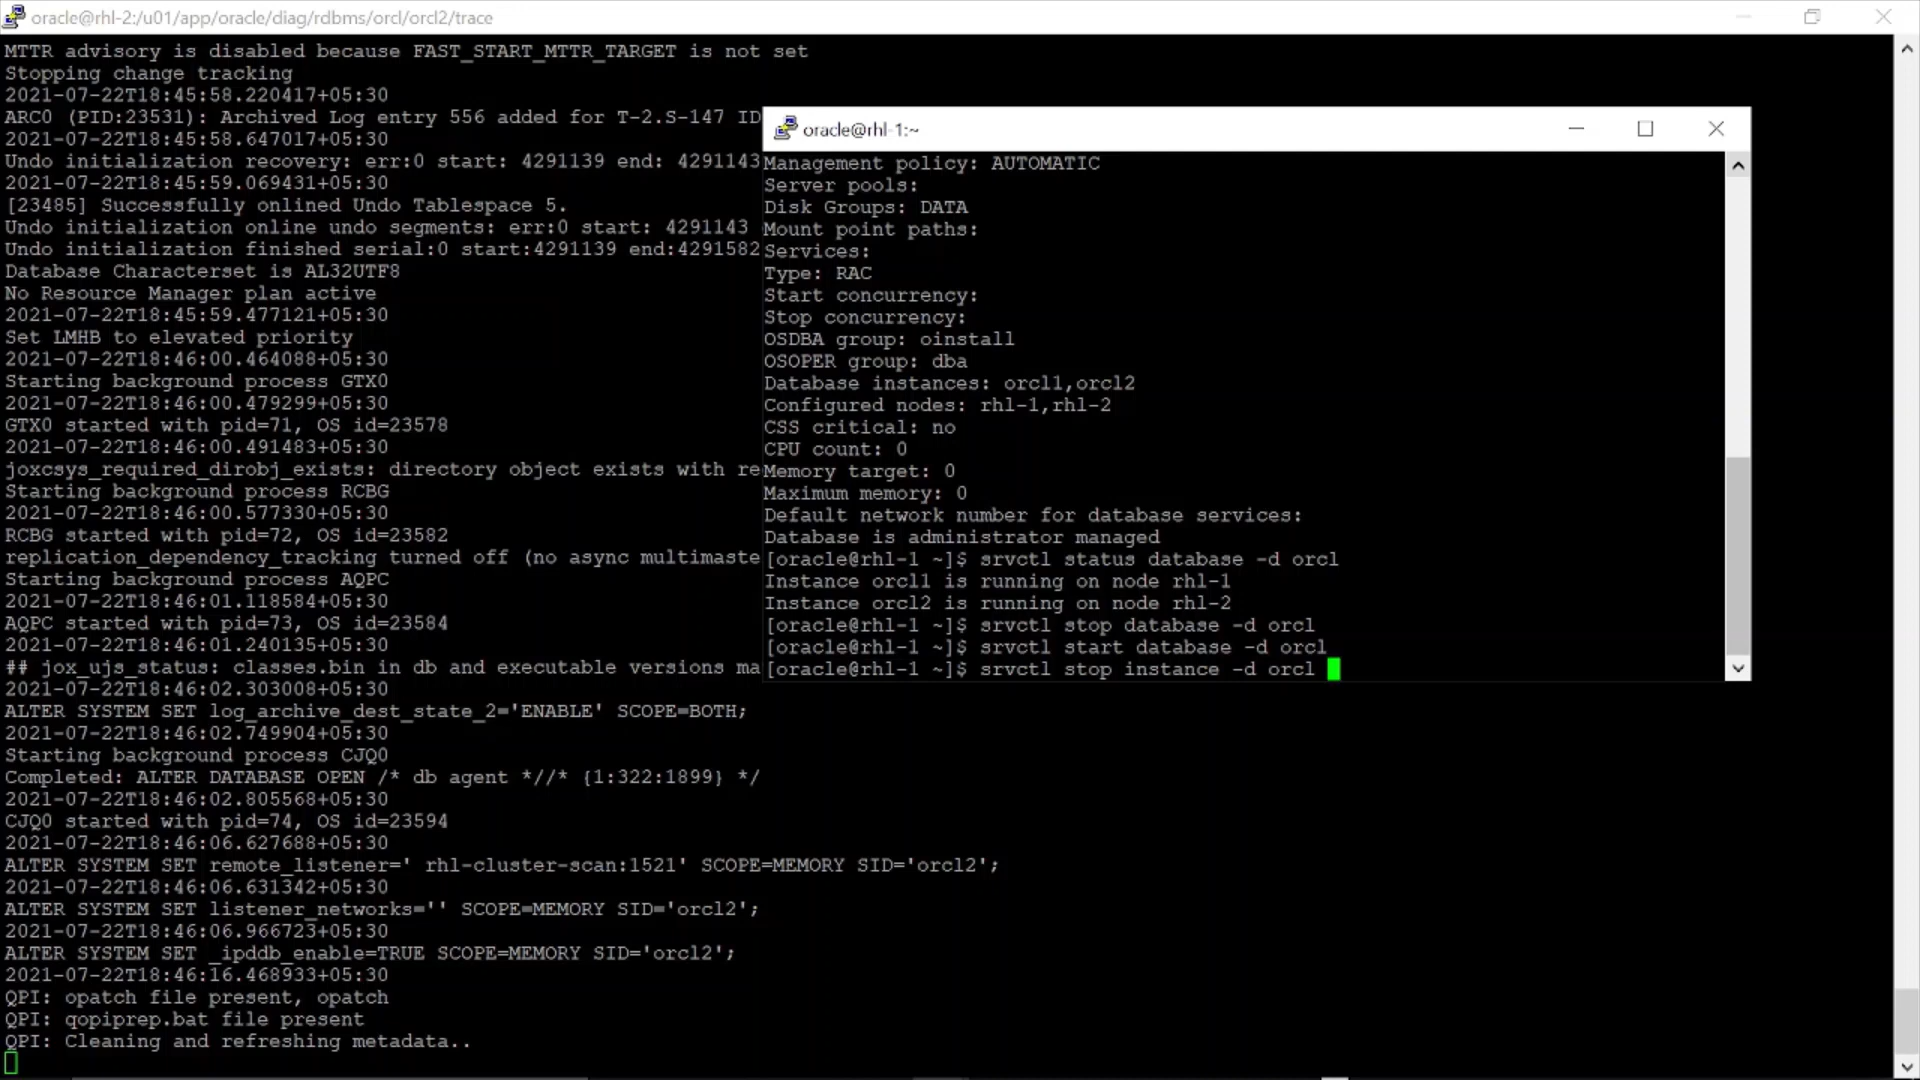 oracle@rhl-2:/u01/app/oracle/diag/rdbms/orcl/orcl2/trace
MTTR advisory is disabled because FAST_START_MTTR_TARGET is not set
Stopping change tracking
2021-07-22T18:45:58.220417+05:30
ARC0 (PID:23531): Archived Log entry 556 added for T-2.S-147 ID
2021-07-22T18:45:58.647017+05:30
Undo initialization recovery: err:0 start: 4291139 end: 4291143
2021-07-22T18:45:59.069431+05:30
[23485] Successfully onlined Undo Tablespace 5.
Undo initialization online undo segments: err:0 start: 4291143
Undo initialization finished serial:0 start:4291139 end:4291582
Database Characterset is AL32UTF8
No Resource Manager plan active
2021-07-22T18:45:59.477121+05:30
Set LMHB to elevated priority
2021-07-22T18:46:00.464088+05:30
Starting background process GTX0
2021-07-22T18:46:00.479299+05:30
GTX0 started with pid=71, OS id=23578
2021-07-22T18:46:00.491483+05:30
joxcsys_required_dirobj_exists: directory object exists with re
Starting background process RCBG
2021-07-22T18:46:00.577330+05:30
RCBG started with pid=72, OS id=23582
replication_dependency_tracking turned off (no async multimaste
Starting background process AQPC
2021-07-22T18:46:01.118584+05:30
AQPC started with pid=73, OS id=23584
2021-07-22T18:46:01.240135+05:30
## jox_ujs_status: classes.bin in db and executable versions ma
2021-07-22T18:46:02.303008+05:30
ALTER SYSTEM SET log_archive_dest_state_2='ENABLE' SCOPE=BOTH;
2021-07-22T18:46:02.749904+05:30
Starting background process CJQ0
Completed: ALTER DATABASE OPEN /* db agent *//* {1:322:1899} */
2021-07-22T18:46:02.805568+05:30
CJQ0 started with pid=74, OS id=23594
2021-07-22T18:46:06.627688+05:30
ALTER SYSTEM SET remote_listener=' rhl-cluster-scan:1521' SCOPE=MEMORY SID='orcl2';
2021-07-22T18:46:06.631342+05:30
ALTER SYSTEM SET listener_networks='' SCOPE=MEMORY SID='orcl2';
2021-07-22T18:46:06.966723+05:30
ALTER SYSTEM SET _ipddb_enable=TRUE SCOPE=MEMORY SID='orcl2';
2021-07-22T18:46:16.468933+05:30
QPI: opatch file present, opatch
QPI: qopiprep.bat file present
QPI: Cleaning and refreshing metadata..
oracle@rhl-1:~
Management policy: AUTOMATIC
Server pools:
Disk Groups: DATA
Mount point paths:
Services:
Type: RAC
Start concurrency:
Stop concurrency:
OSDBA group: oinstall
OSOPER group: dba
Database instances: orcl1,orcl2
Configured nodes: rhl-1,rhl-2
CSS critical: no
CPU count: 0
Memory target: 0
Maximum memory: 0
Default network number for database services:
Database is administrator managed
[oracle@rhl-1 ~]$ srvctl status database -d orcl
Instance orcl1 is running on node rhl-1
Instance orcl2 is running on node rhl-2
[oracle@rhl-1 ~]$ srvctl stop database -d orcl
[oracle@rhl-1 ~]$ srvctl start database -d orcl
[oracle@rhl-1 ~]$ srvctl stop instance -d orcl